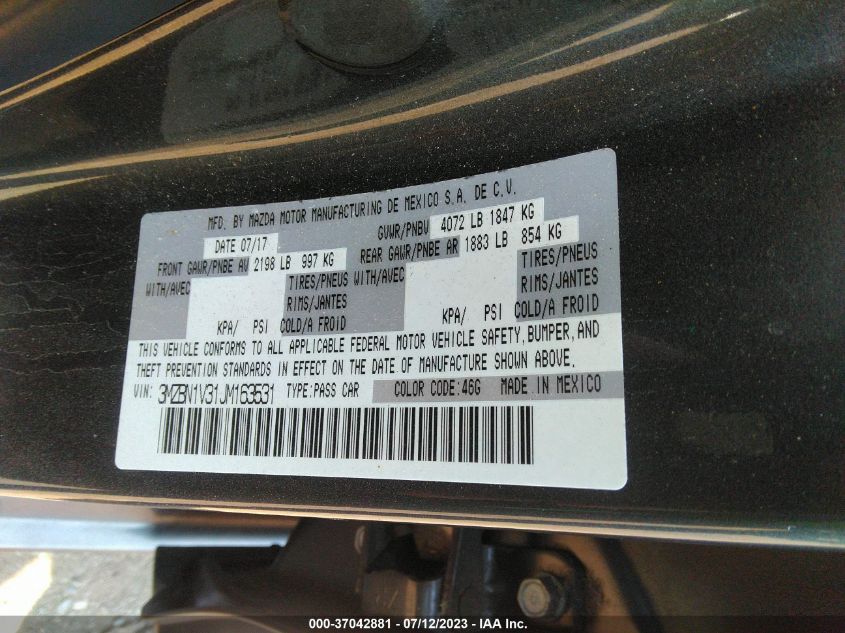 MFD. BY MAZDA MOTOR MANUFACTURING DE MEXICO S.A. DE C.V.
DATE 07/17 GVWR/PNBV 4072 LB 1847 KG
FRONT GAWR/PNBE AV 2198 LB 997 KG REAR GAWR/PNBE AR 1883 LB 854 KG
WITH/AVEC TIRES/PNEUS WITH/AVEC TIRES/PNEUS
RIMS/JANTES RIMS/JANTES
KPA/ PSI COLD/A FROID KPA/ PSI COLD/A FROID
THIS VEHICLE CONFORMS TO ALL APPLICABLE FEDERAL MOTOR VEHICLE SAFETY, BUMPER, AND
THEFT PREVENTION STANDARDS IN EFFECT ON THE DATE OF MANUFACTURE SHOWN ABOVE.
VIN: 3MZBN1V31JM163531 TYPE:PASS CAR COLOR CODE:46G MADE IN MEXICO
000-37042881 - 07/12/2023 - IAA Inc.